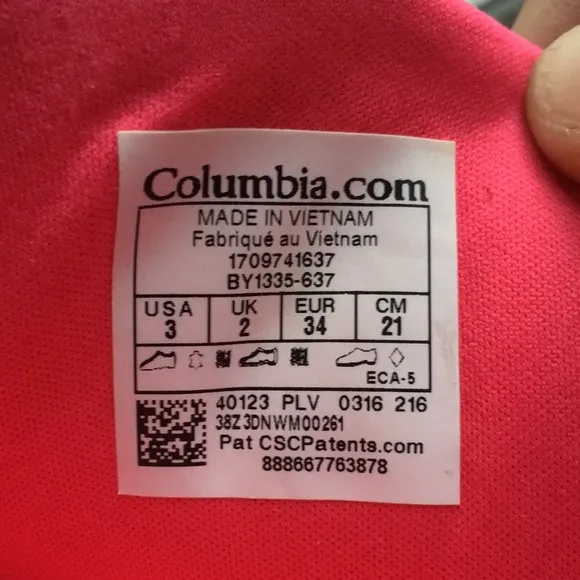 Columbia.com
MADE IN VIETNAM
Fabriqué au Vietnam
1709741637
BY1335-637
USA UK EUR CM
3 2 34 21
ECA-5
40123 PLV 0316 216
38Z3DNWM00261
Pat CSCPatents.com
888667763878